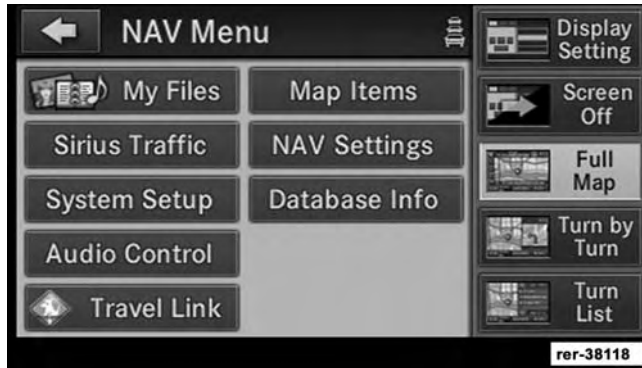 NAV Menu
My Files
Map Items
Sirius Traffic
NAV Settings
System Setup
Database Info
Audio Control
Travel Link
Display
Setting
Screen
Off
Full
Map
Turn by
Turn
Turn
List
rer-38118